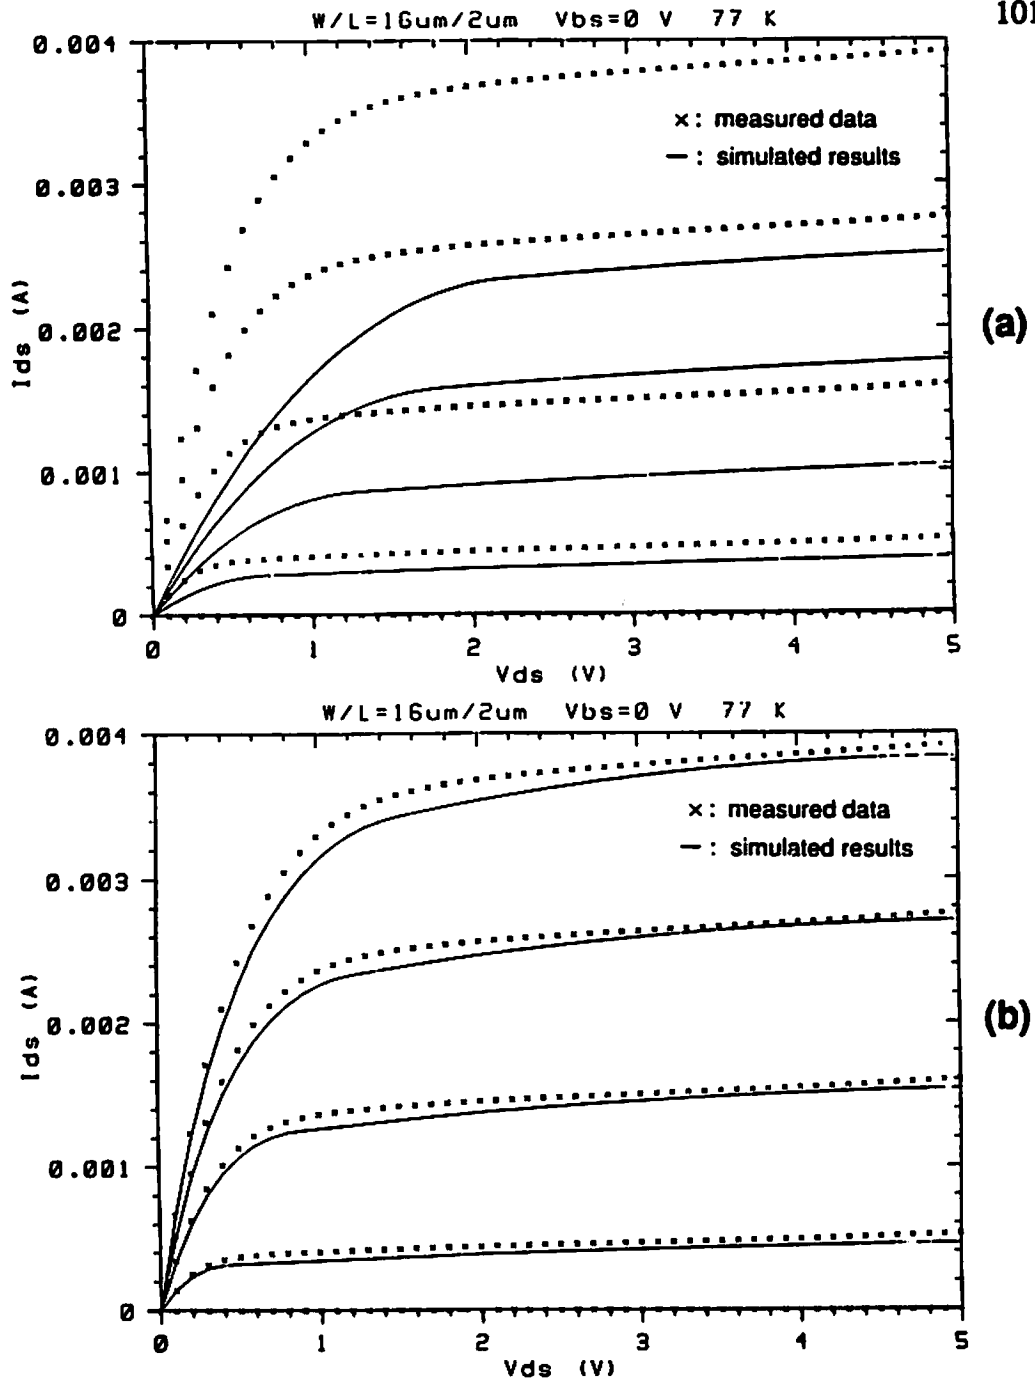 W/L=16um/2um Vbs=0 V 77 K
101
0.004
0.003
0.002
0.001
0
Ids (A)
×: measured data
—: simulated results
(a)
0 1 2 3 4 5
Vds (V)
W/L=16um/2um Vbs=0 V 77 K
0.004
0.003
0.002
0.001
0
Ids (A)
×: measured data
—: simulated results
(b)
0 1 2 3 4 5
Vds (V)